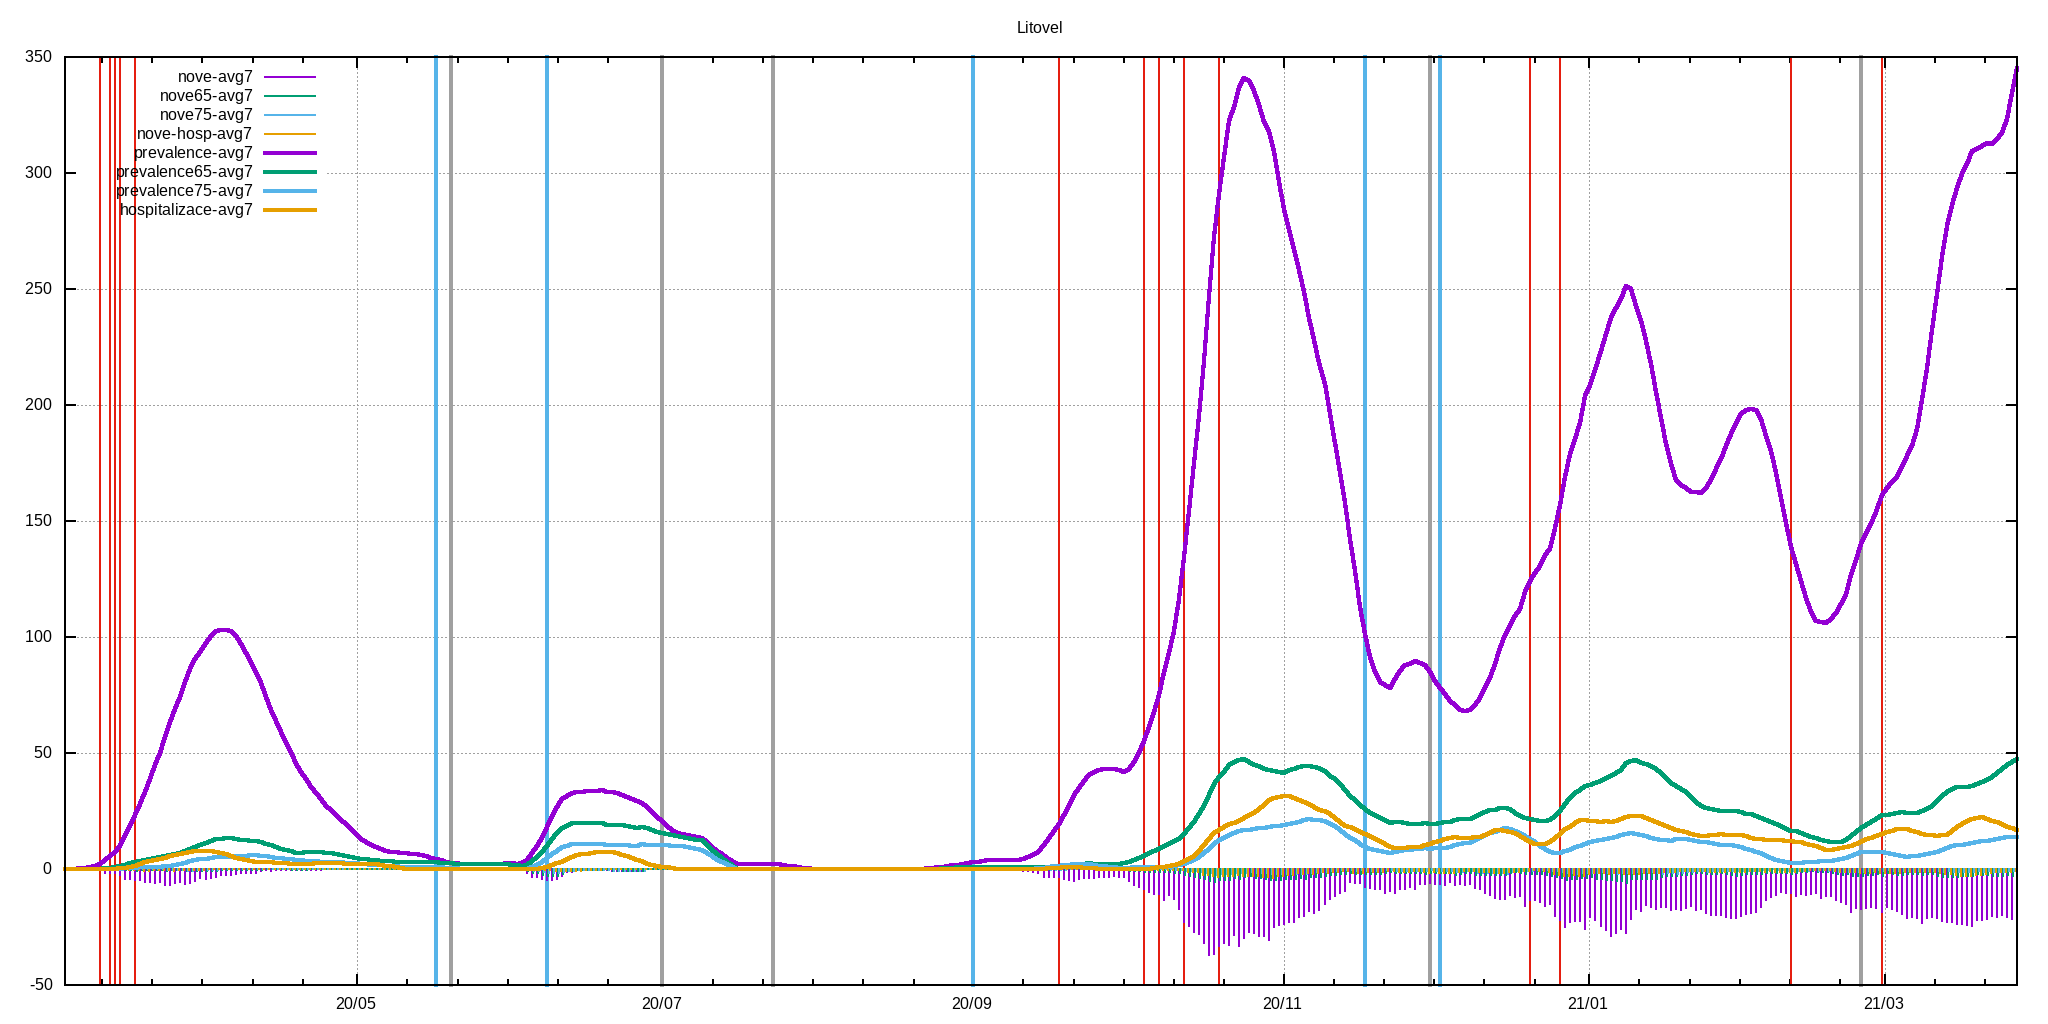 Litovel
350
300
250
200
150
100
50
0
-50
nove-avg7
nove65-avg7
nove75-avg7
nove-hosp-avg7
prevalence-avg7
prevalence65-avg7
prevalence75-avg7
hospitalizace-avg7
20/05 20/07 20/09 20/11 21/01 21/03